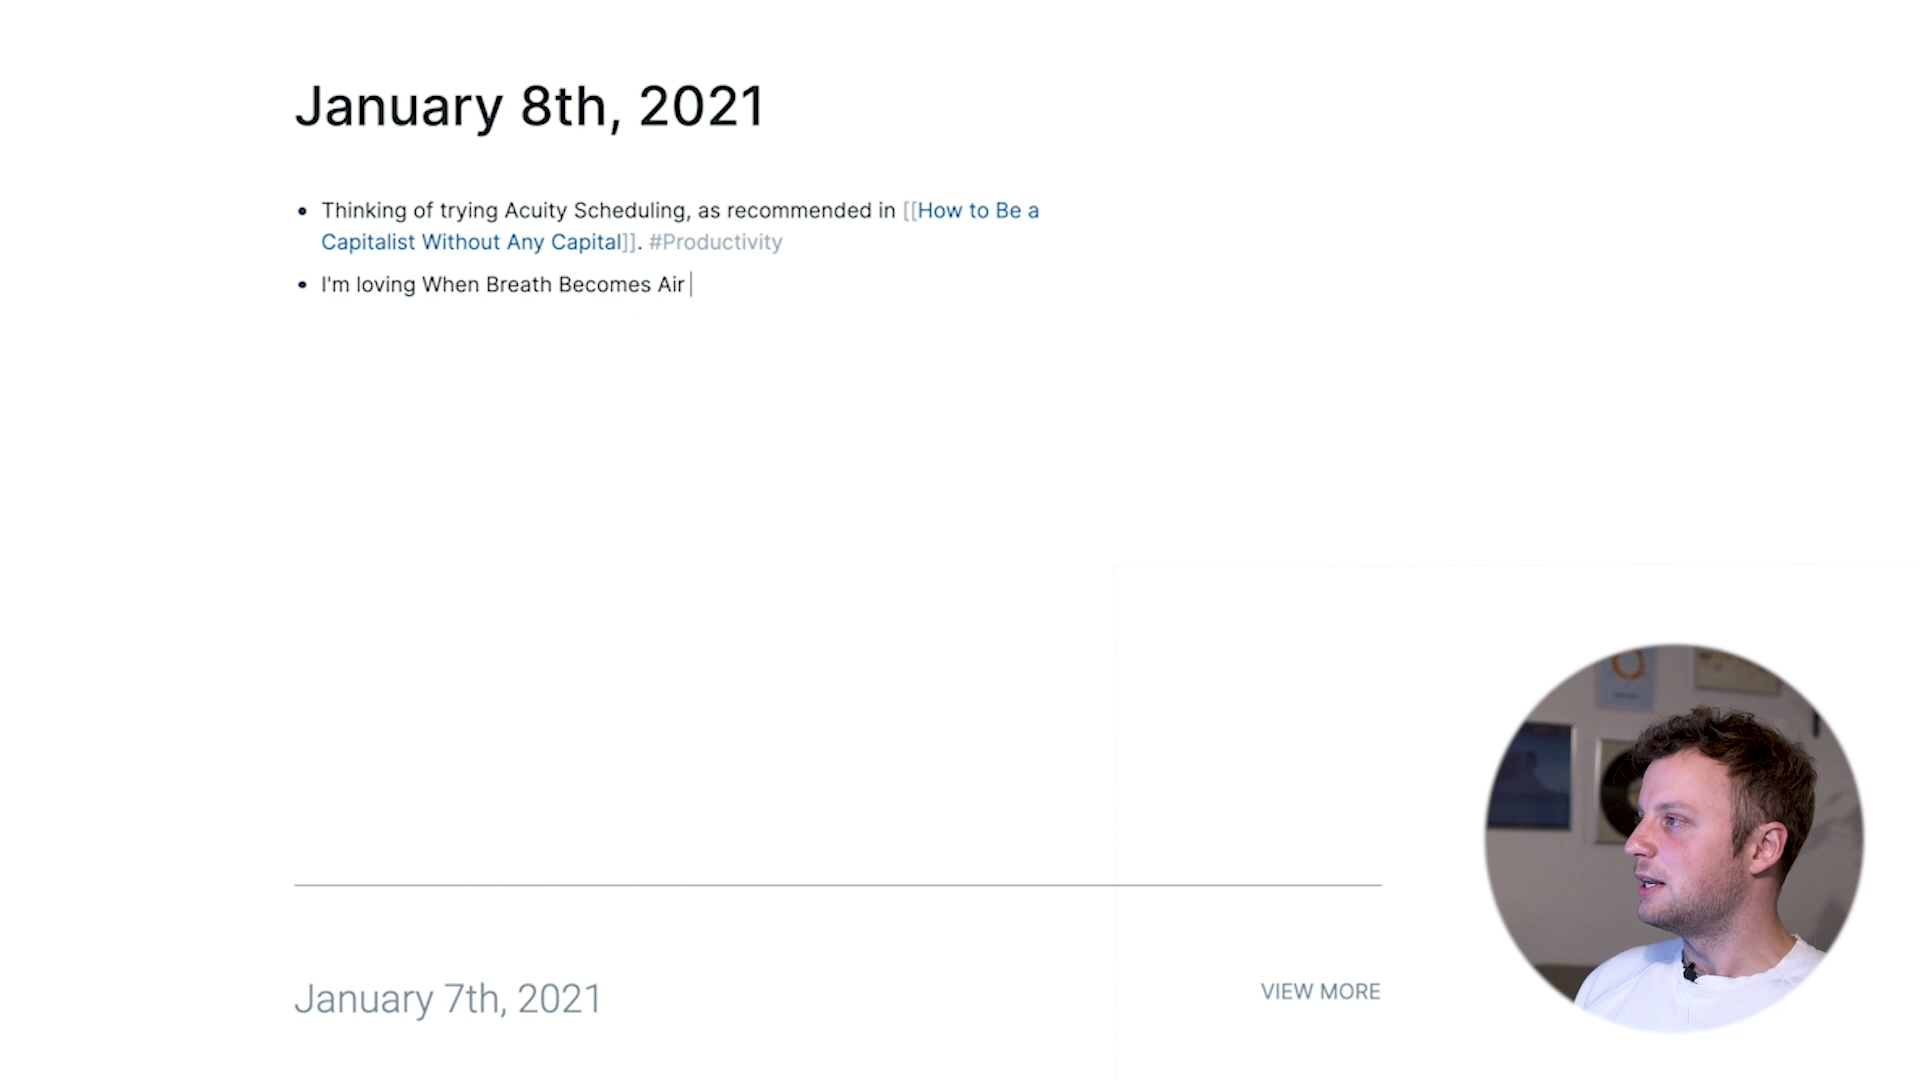 January 8th, 2021
Thinking of trying Acuity Scheduling, as recommended in [[How to Be a
Capitalist Without Any Capital]]. #Productivity
I'm loving When Breath Becomes Air
January 7th, 2021
VIEW MORE